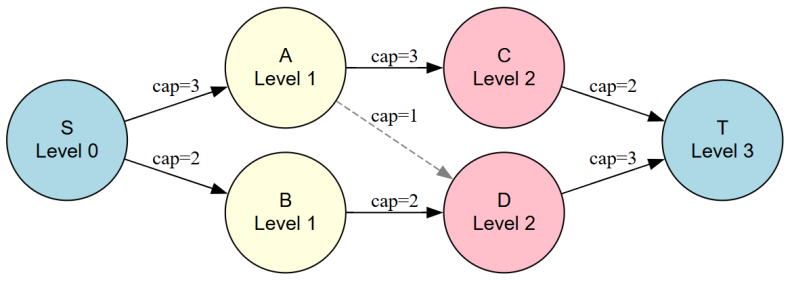 S
Level 0
cap=3
cap=2
A
Level 1
B
Level 1
cap=3
cap=1
cap=2
C
Level 2
D
Level 2
cap=2
cap=3
T
Level 3